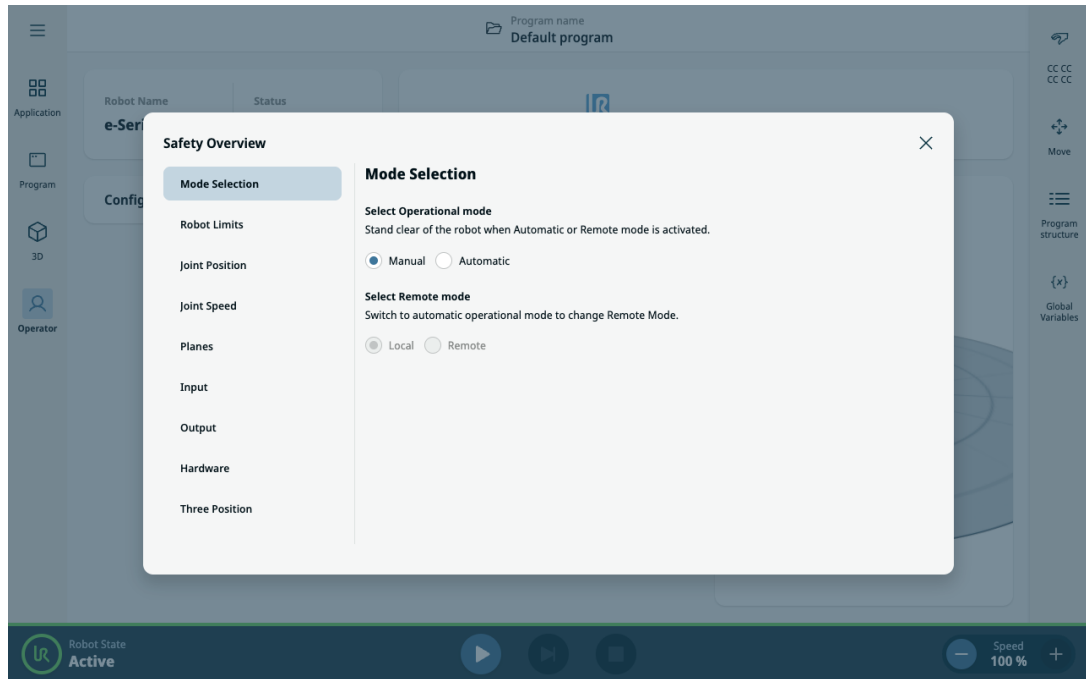 Program name
Default program
Application
Program
3D
Operator
Robot Name
Status
e-Seri
Config
Safety Overview
Mode Selection
Robot Limits
Joint Position
Joint Speed
Planes
Input
Output
Hardware
Three Position
Mode Selection
Select Operational mode
Stand clear of the robot when Automatic or Remote mode is activated.
Manual Automatic
Select Remote mode
Switch to automatic operational mode to change Remote Mode.
Local Remote
CC CC
CC CC
Move
Program
structure
{x}
Global
Variables
Robot State
Active
Speed
100 %